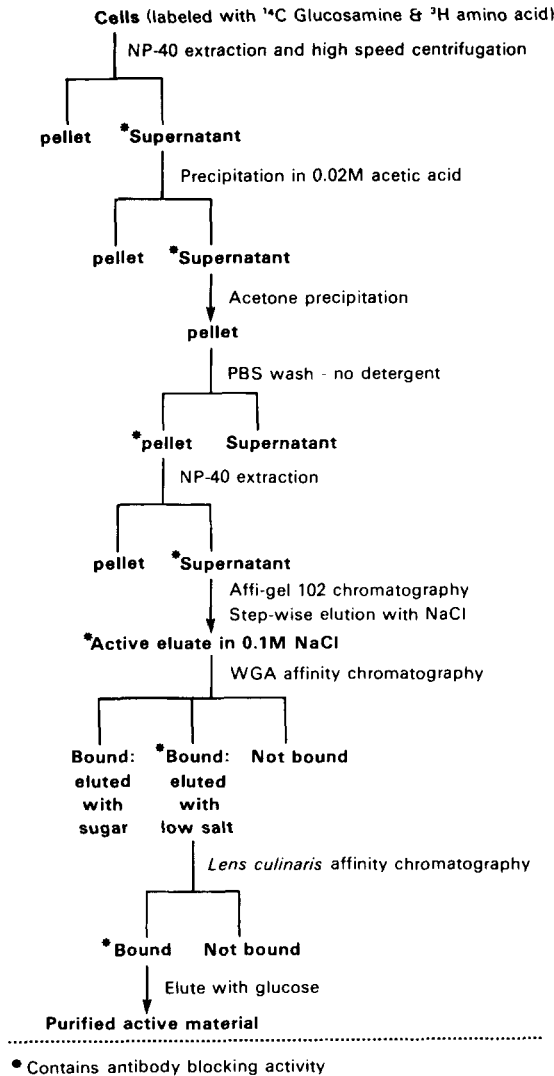 Cells (labeled with ¹⁴C Glucosamine & ³H amino acid)
NP-40 extraction and high speed centrifugation
pellet *Supernatant
Precipitation in 0.02M acetic acid
pellet *Supernatant
Acetone precipitation
pellet
PBS wash - no detergent
*pellet Supernatant
NP-40 extraction
pellet *Supernatant
Affi-gel 102 chromatography
Step-wise elution with NaCl
*Active eluate in 0.1M NaCl
WGA affinity chromatography
Bound: *Bound: Not bound
eluted eluted
with with
sugar low salt
Lens culinaris affinity chromatography
*Bound Not bound
Elute with glucose
Purified active material
* Contains antibody blocking activity